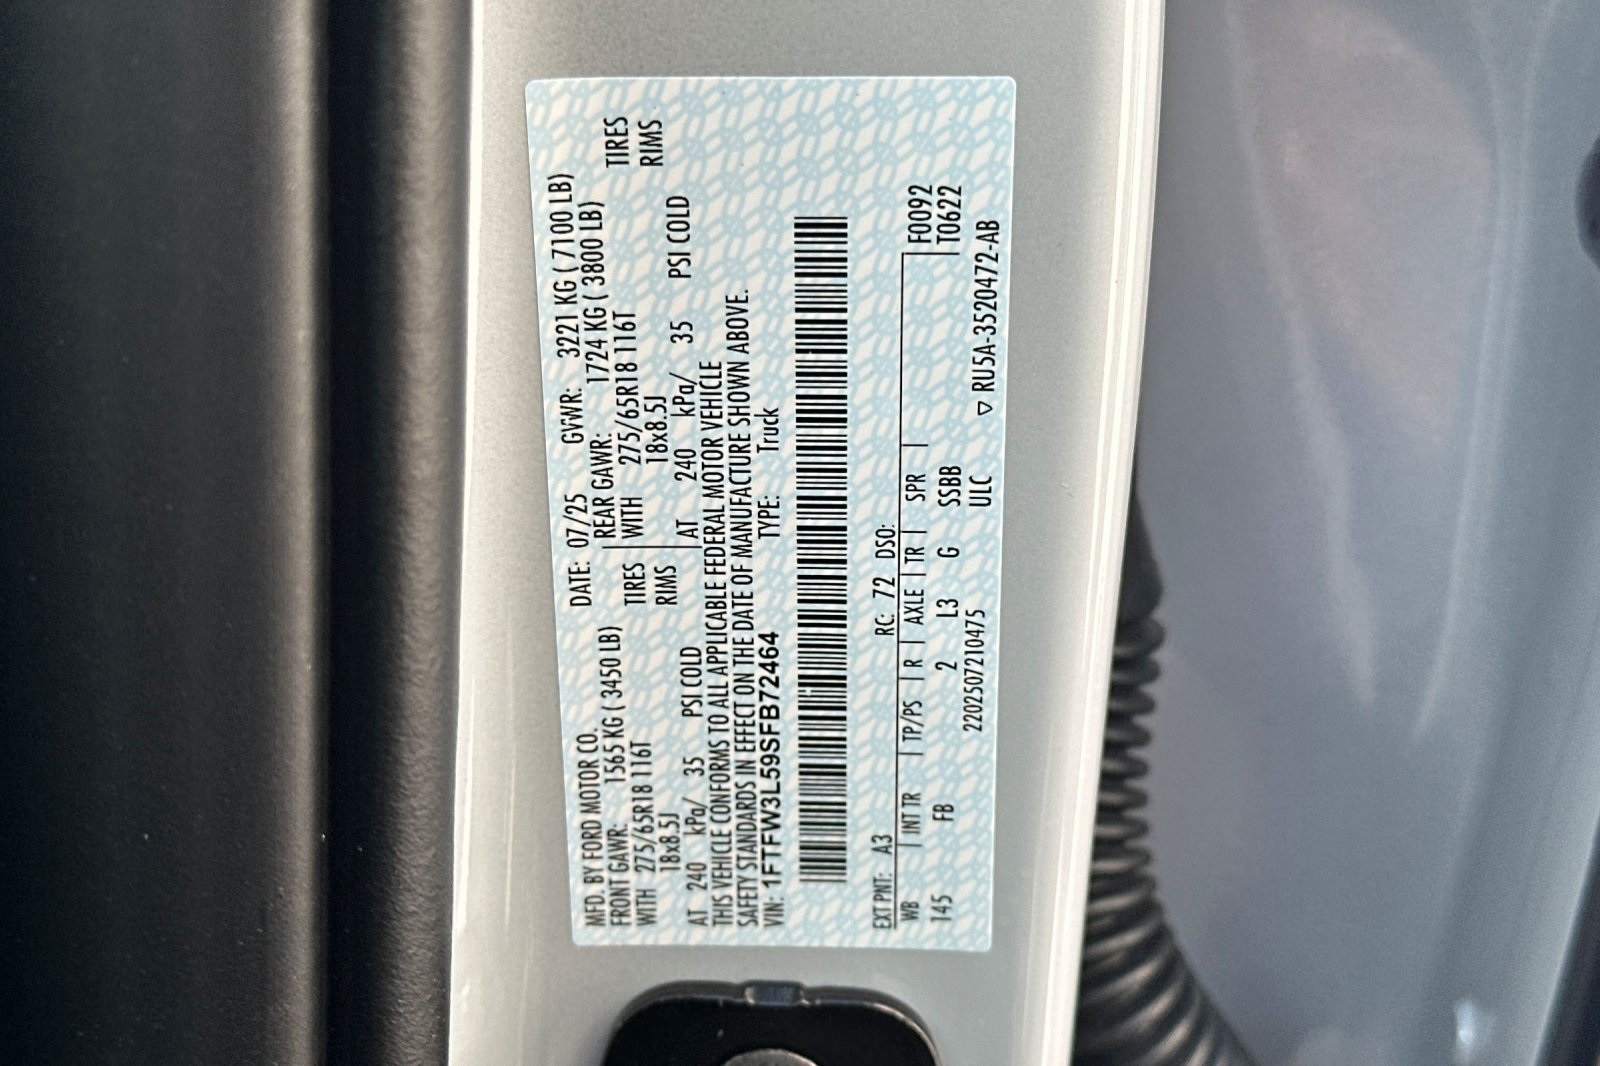 MFD. BY FORD MOTOR CO. DATE: 07/25 GVWR: 3221 KG ( 7100 LB)
FRONT GAWR: 1565 KG ( 3450 LB) REAR GAWR: 1724 KG ( 3800 LB)
WITH 275/65R18 116T TIRES WITH 275/65R18 116T TIRES
18x8.5J RIMS 18x8.5J RIMS
AT 240 kPa/ 35 PSI COLD AT 240 kPa/ 35 PSI COLD
THIS VEHICLE CONFORMS TO ALL APPLICABLE FEDERAL MOTOR VEHICLE
SAFETY STANDARDS IN EFFECT ON THE DATE OF MANUFACTURE SHOWN ABOVE.
VIN: 1FTFW3L59SFB72464 TYPE: Truck
EXT PNT: A3 RC: 72 DSO: F0092
WB | INT TR | TP/PS | R | AXLE | TR | SPR | T0622
145 FB 2 L3 G SSBB
2202507210475 ULC ▽ RU5A-3520472-AB